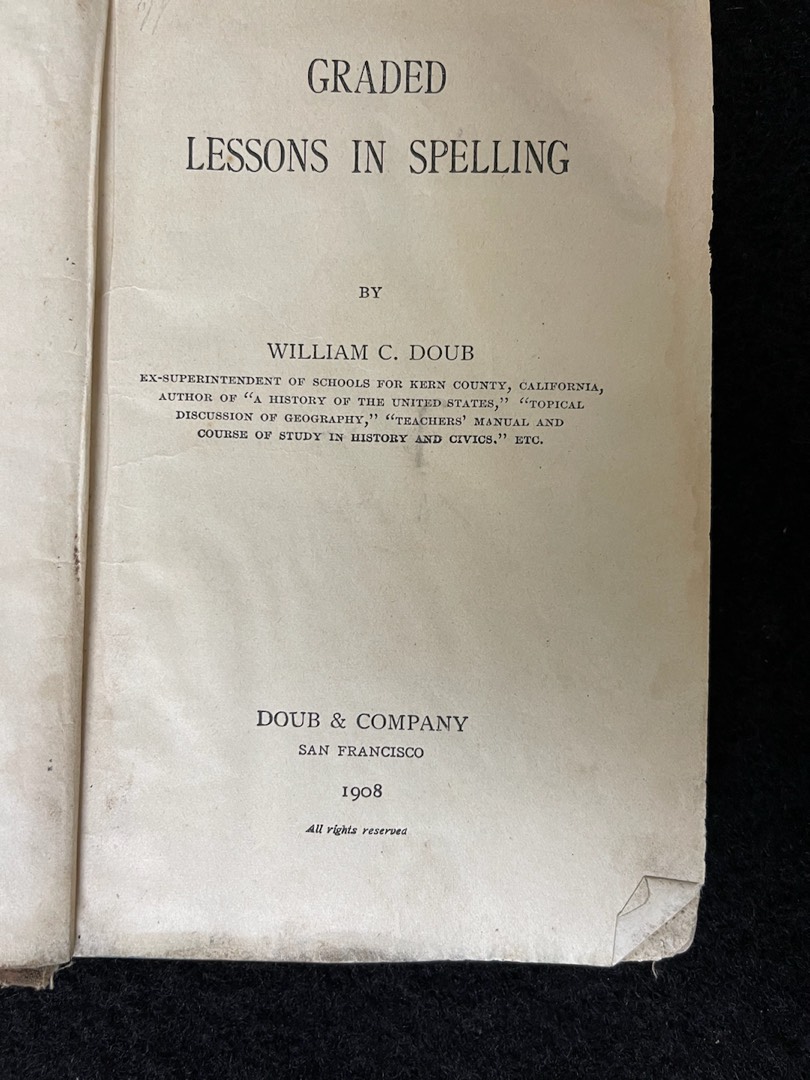 GRADED
LESSONS IN SPELLING
BY
WILLIAM C. DOUB
EX-SUPERINTENDENT OF SCHOOLS FOR KERN COUNTY, CALIFORNIA,
AUTHOR OF "A HISTORY OF THE UNITED STATES," "TOPICAL
DISCUSSION OF GEOGRAPHY," "TEACHERS' MANUAL AND
COURSE OF STUDY IN HISTORY AND CIVICS." ETC.
DOUB & COMPANY
SAN FRANCISCO
1908
All rights reserved